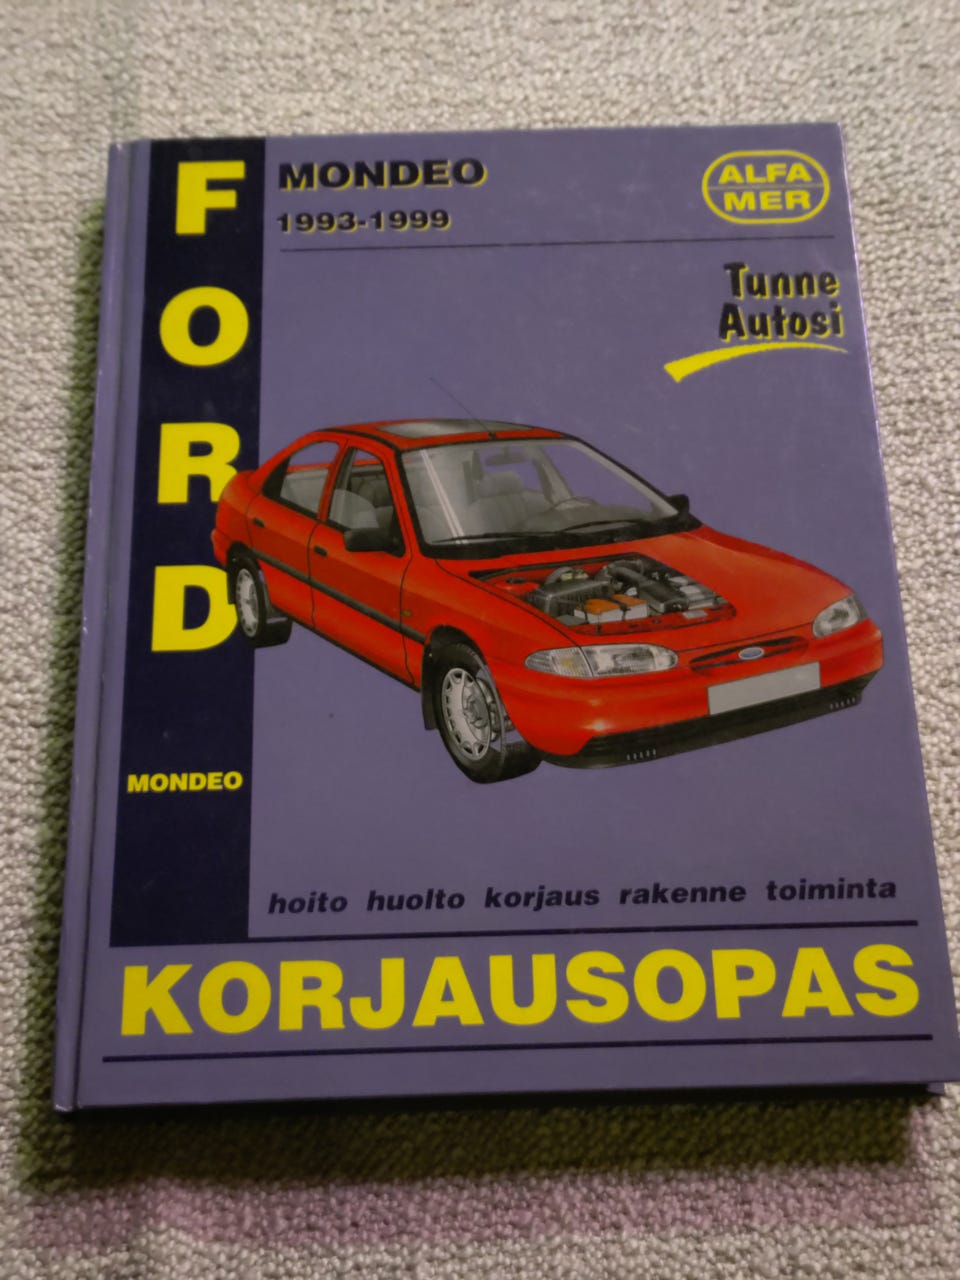 FORD
MONDEO
1993-1999
ALFA
MER
Tunne
Autosi
MONDEO
hoito huolto korjaus rakenne toiminta
KORJAUSOPAS